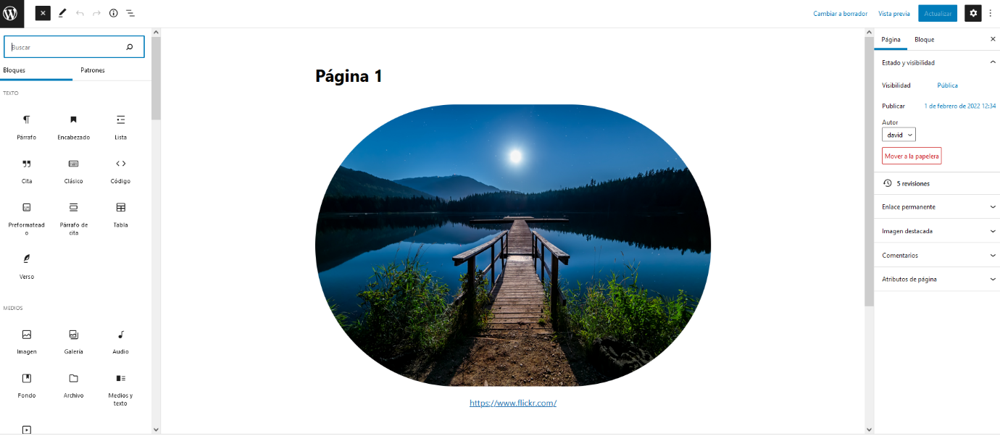 Cambiar a borrador
Vista previa
Actualizar
Buscar
Bloques
Patrones
TEXTO
Párrafo
Encabezado
Lista
Cita
Clásico
Código
Preformatead
o
Párrafo de
cita
Tabla
Verso
MEDIOS
Imagen
Galería
Audio
Fondo
Archivo
Medios y
texto
Página 1
https://www.flickr.com/
Página
Bloque
Estado y visibilidad
Visibilidad
Pública
Publicar
1 de febrero de 2022 12:34
Autor
david
Mover a la papelera
5 revisiones
Enlace permanente
Imagen destacada
Comentarios
Atributos de página